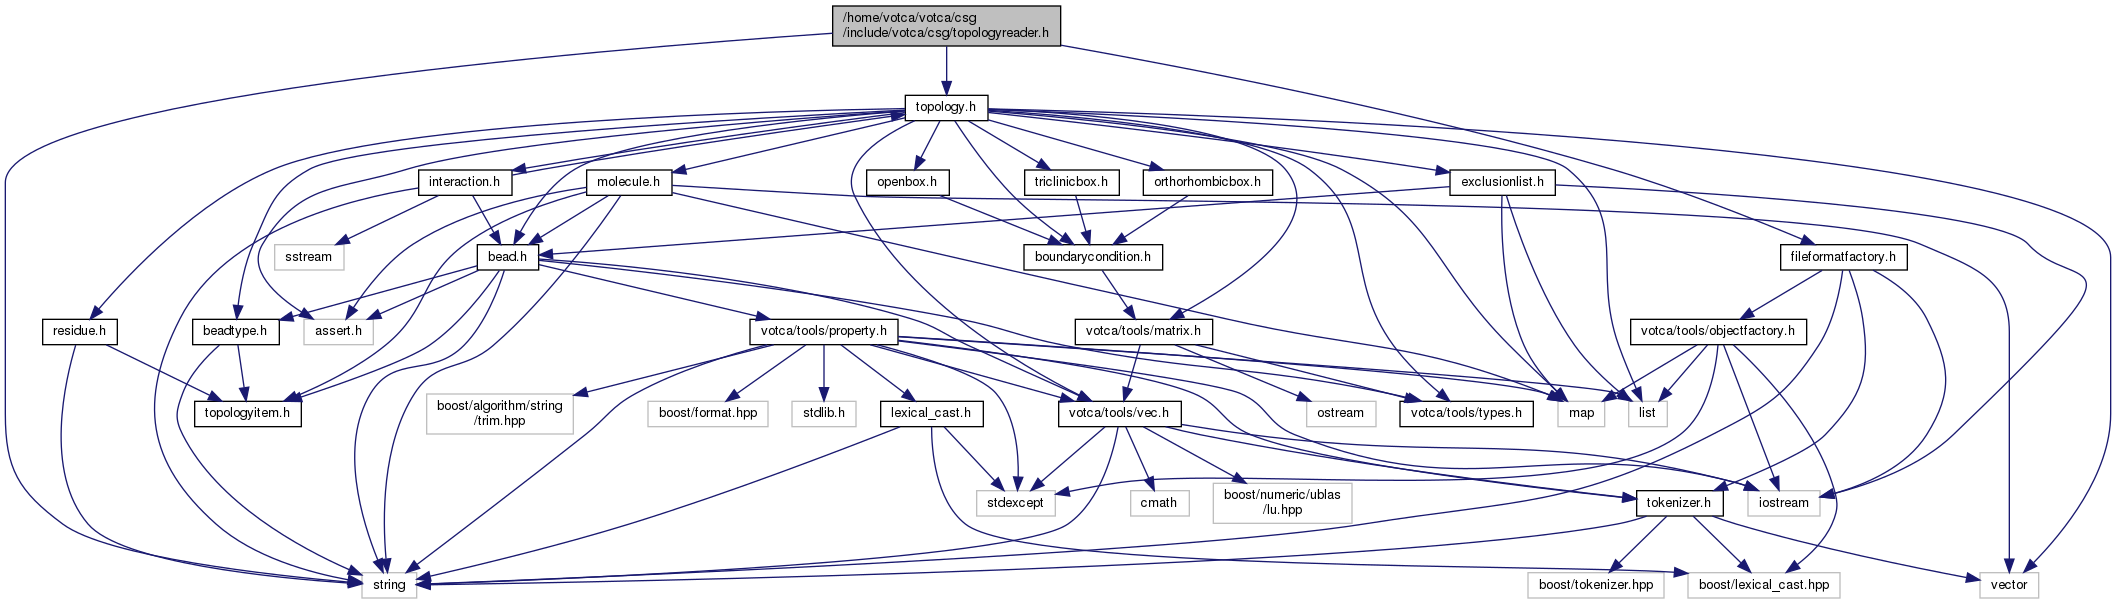 /home/votca/votca/csg
/include/votca/csg/topologyreader.h
topology.h
interaction.h
molecule.h
openbox.h
triclinicbox.h
orthorhombicbox.h
exclusionlist.h
sstream
bead.h
boundarycondition.h
fileformatfactory.h
residue.h
beadtype.h
assert.h
votca/tools/property.h
votca/tools/matrix.h
votca/tools/objectfactory.h
topologyitem.h
boost/algorithm/string
/trim.hpp
boost/format.hpp
stdlib.h
lexical_cast.h
votca/tools/vec.h
ostream
votca/tools/types.h
map
list
stdexcept
cmath
boost/numeric/ublas
/lu.hpp
tokenizer.h
iostream
string
boost/tokenizer.hpp
boost/lexical_cast.hpp
vector